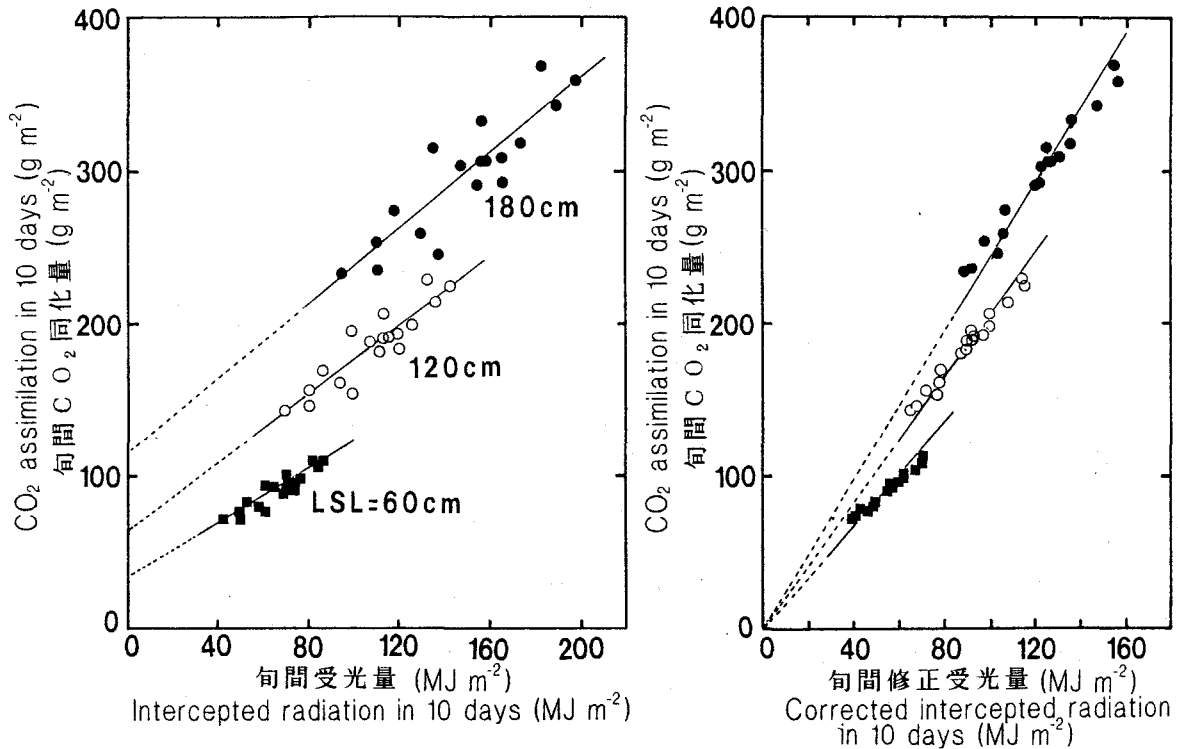 400
300
200
100
0
CO₂ assimilation in 10 days (g m⁻²)
旬間ＣＯ₂同化量 (g m⁻²)
180cm
120cm
LSL=60cm
0 40 80 120 160 200
旬間受光量 (MJ m⁻²)
Intercepted radiation in 10 days (MJ m⁻²)
400
300
200
100
0
CO₂ assimilation in 10 days (g m⁻²)
旬間ＣＯ₂同化量(g m⁻²)
0 40 80 120 160
旬間修正受光量 (MJ m⁻²)
Corrected intercepted radiation
in 10 days (MJ m⁻²)